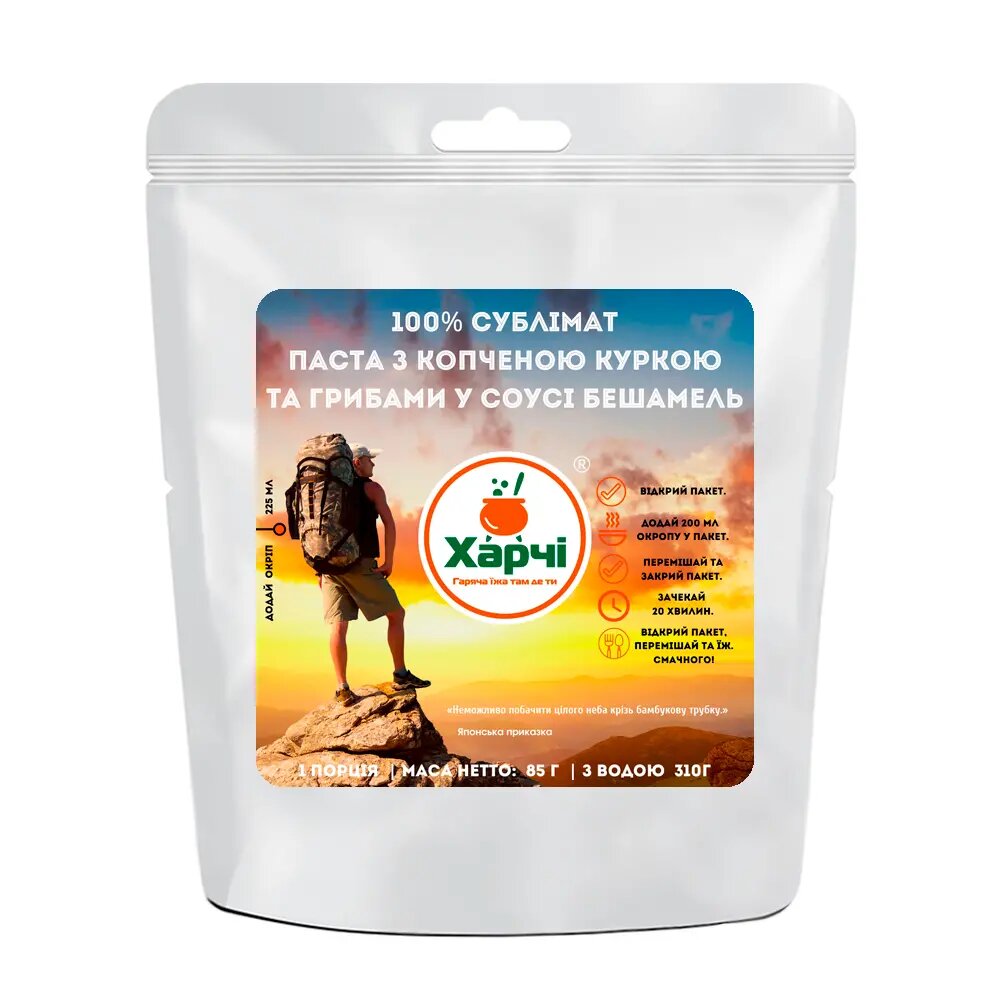 100% СУБЛІМАТ
ПАСТА З КОПЧЕНОЮ КУРКОЮ
ТА ГРИБАМИ У СОУСІ БЕШАМЕЛЬ
®
ДОДАЙ ОКРІП 225 МЛ
Харчі
Гаряча їжа там де ти
ВІДКРИЙ ПАКЕТ.
ДОДАЙ 200 МЛ
ОКРОПУ У ПАКЕТ.
ПЕРЕМІШАЙ ТА
ЗАКРИЙ ПАКЕТ.
ЗАЧЕКАЙ
20 ХВИЛИН.
ВІДКРИЙ ПАКЕТ,
ПЕРЕМІШАЙ ТА ЇЖ.
СМАЧНОГО!
«Неможливо побачити цілого неба крізь бамбукову трубку.»
Японська приказка
1 ПОРЦІЯ | МАСА НЕТТО: 85 Г | З ВОДОЮ 310Г